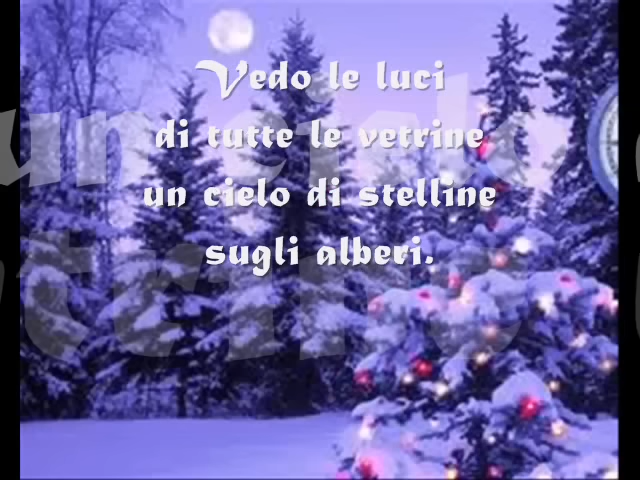 Vedo le luci
di tutte le vetrine
un cielo di stelline
sugli alberi.